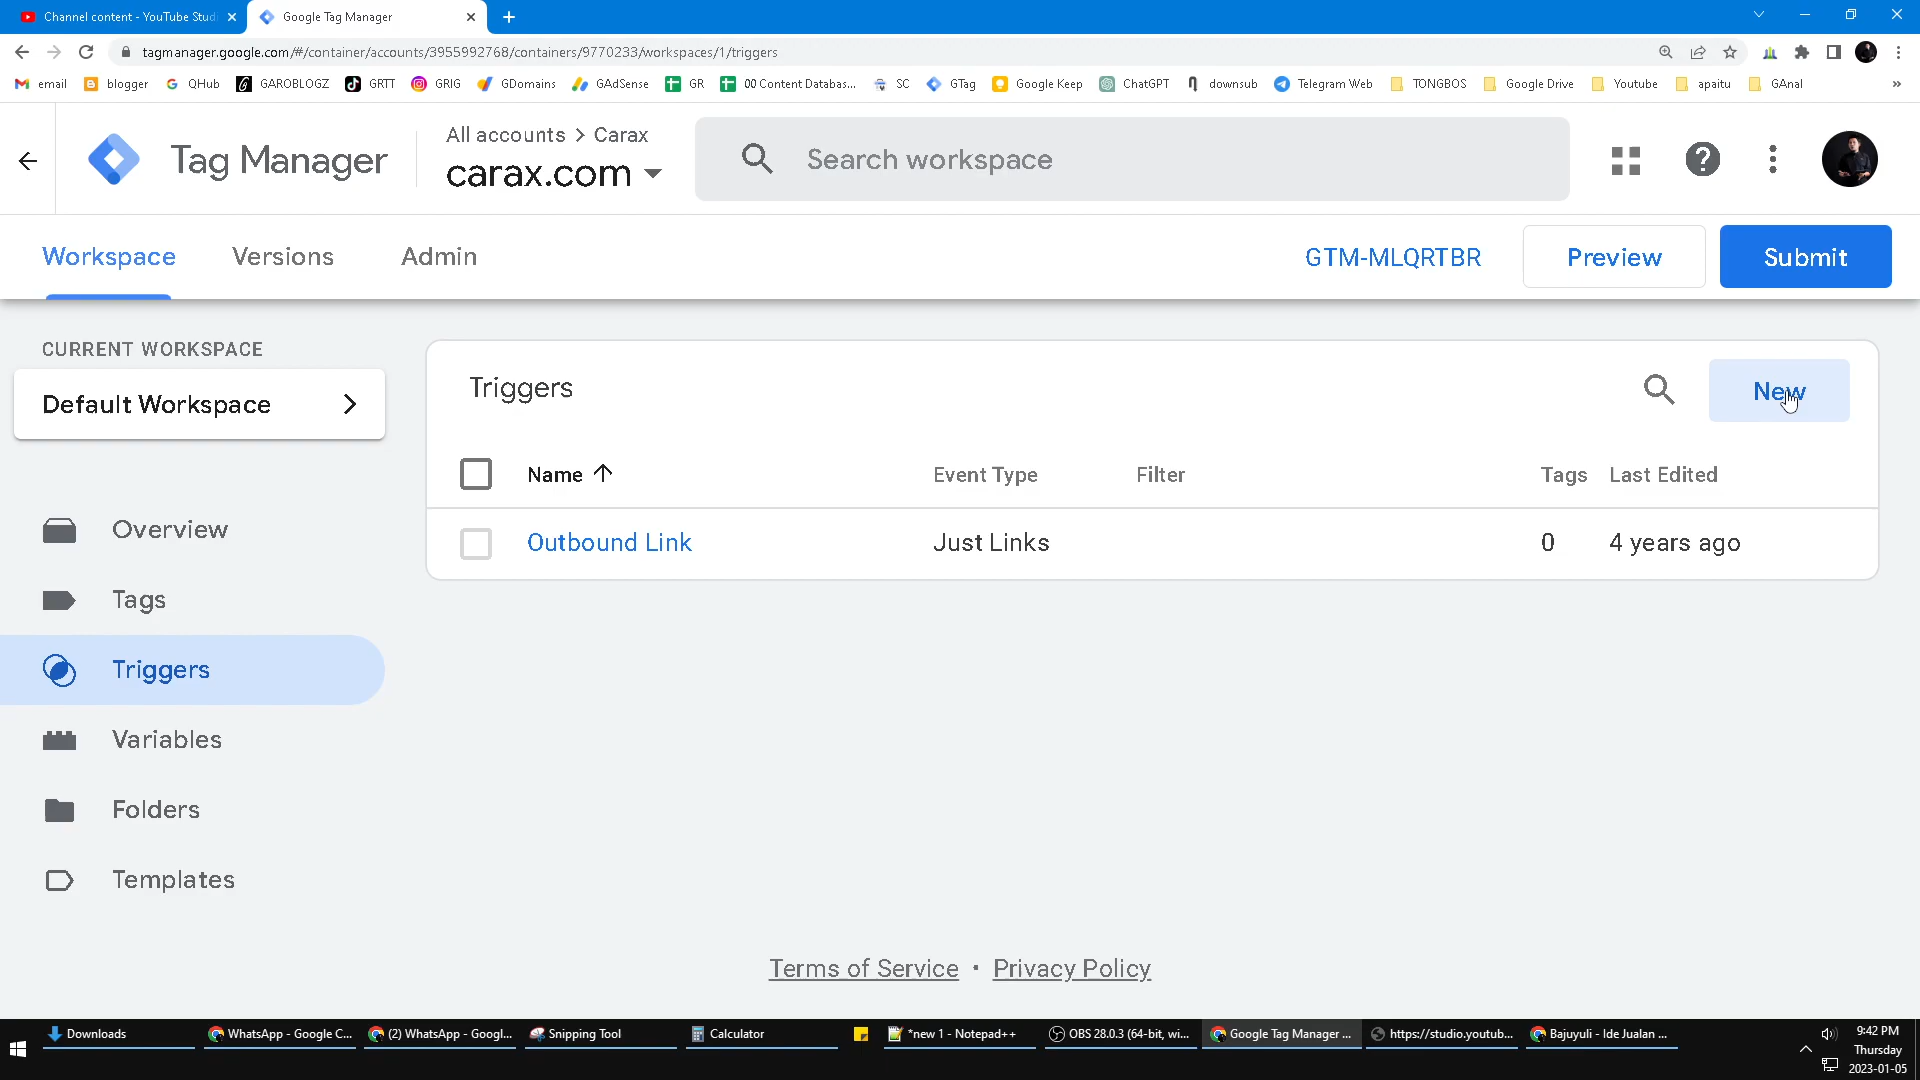 Channel content - YouTube Studi
Google Tag Manager
tagmanager.google.com/#/container/accounts/3955992768/containers/9770233/workspaces/1/triggers
email
blogger
QHub
GAROBLOGZ
GRTT
GRIG
GDomains
GAdSense
GR
00 Content Databas...
SC
GTag
Google Keep
ChatGPT
downsub
Telegram Web
TONGBOS
Google Drive
Youtube
apaitu
GAnal
»
Tag Manager
All accounts > Carax
carax.com
Search workspace
Workspace
Versions
Admin
GTM-MLQRTBR
Preview
Submit
CURRENT WORKSPACE
Default Workspace
Overview
Tags
Triggers
Variables
Folders
Templates
Triggers
New
Name
Event Type
Filter
Tags
Last Edited
Outbound Link
Just Links
0
4 years ago
Terms of Service • Privacy Policy
Downloads
WhatsApp - Google C...
(2) WhatsApp - Googl...
Snipping Tool
Calculator
*new 1 - Notepad++
OBS 28.0.3 (64-bit, wi...
Google Tag Manager ...
https://studio.youtub...
Bajuyuli - Ide Jualan ...
9:42 PM
Thursday
2023-01-05